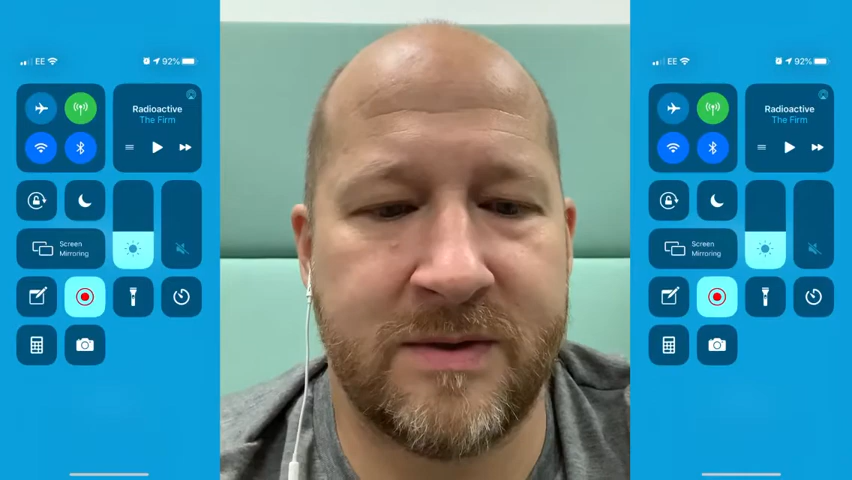 EE
92%
Radioactive
The Firm
Screen
Mirroring
EE
92%
Radioactive
The Firm
Screen
Mirroring